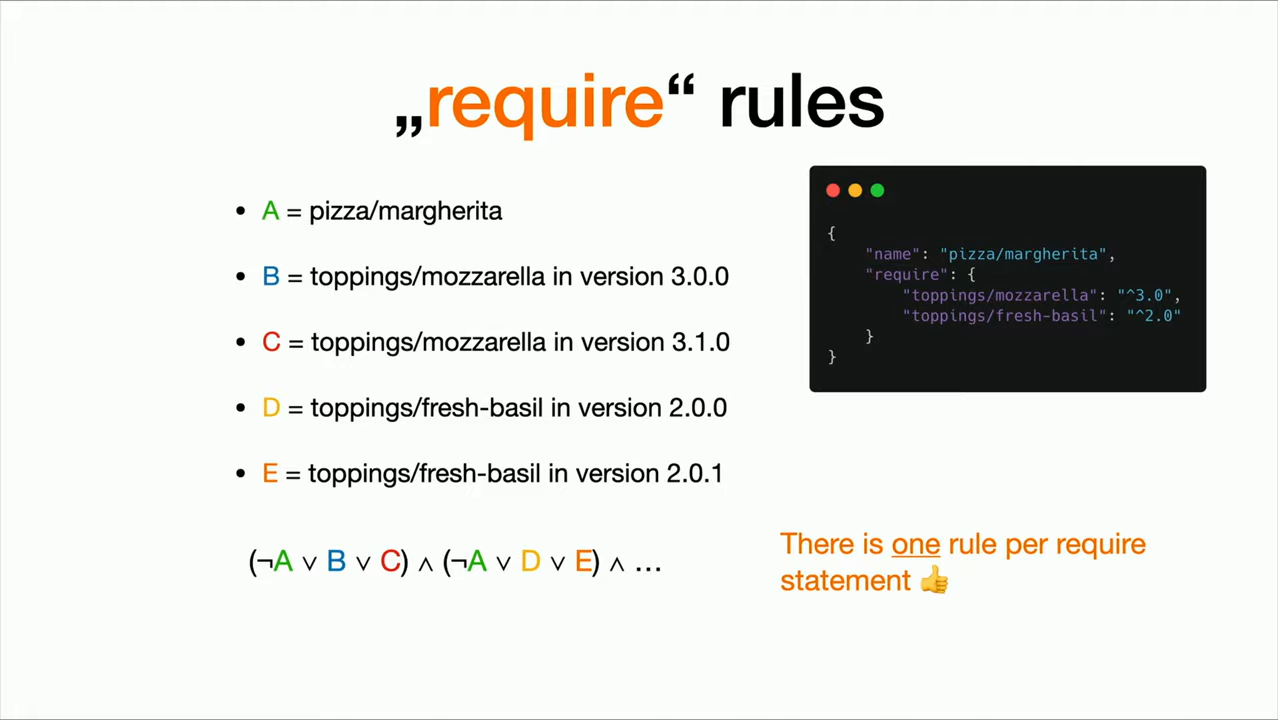 „require“ rules
• A = pizza/margherita
• B = toppings/mozzarella in version 3.0.0
• C = toppings/mozzarella in version 3.1.0
• D = toppings/fresh-basil in version 2.0.0
• E = toppings/fresh-basil in version 2.0.1
(¬A ∨ B ∨ C) ∧ (¬A ∨ D ∨ E) ∧ …
{
    "name": "pizza/margherita",
    "require": {
        "toppings/mozzarella": "^3.0",
        "toppings/fresh-basil": "^2.0"
    }
}
There is one rule per require
statement 👍